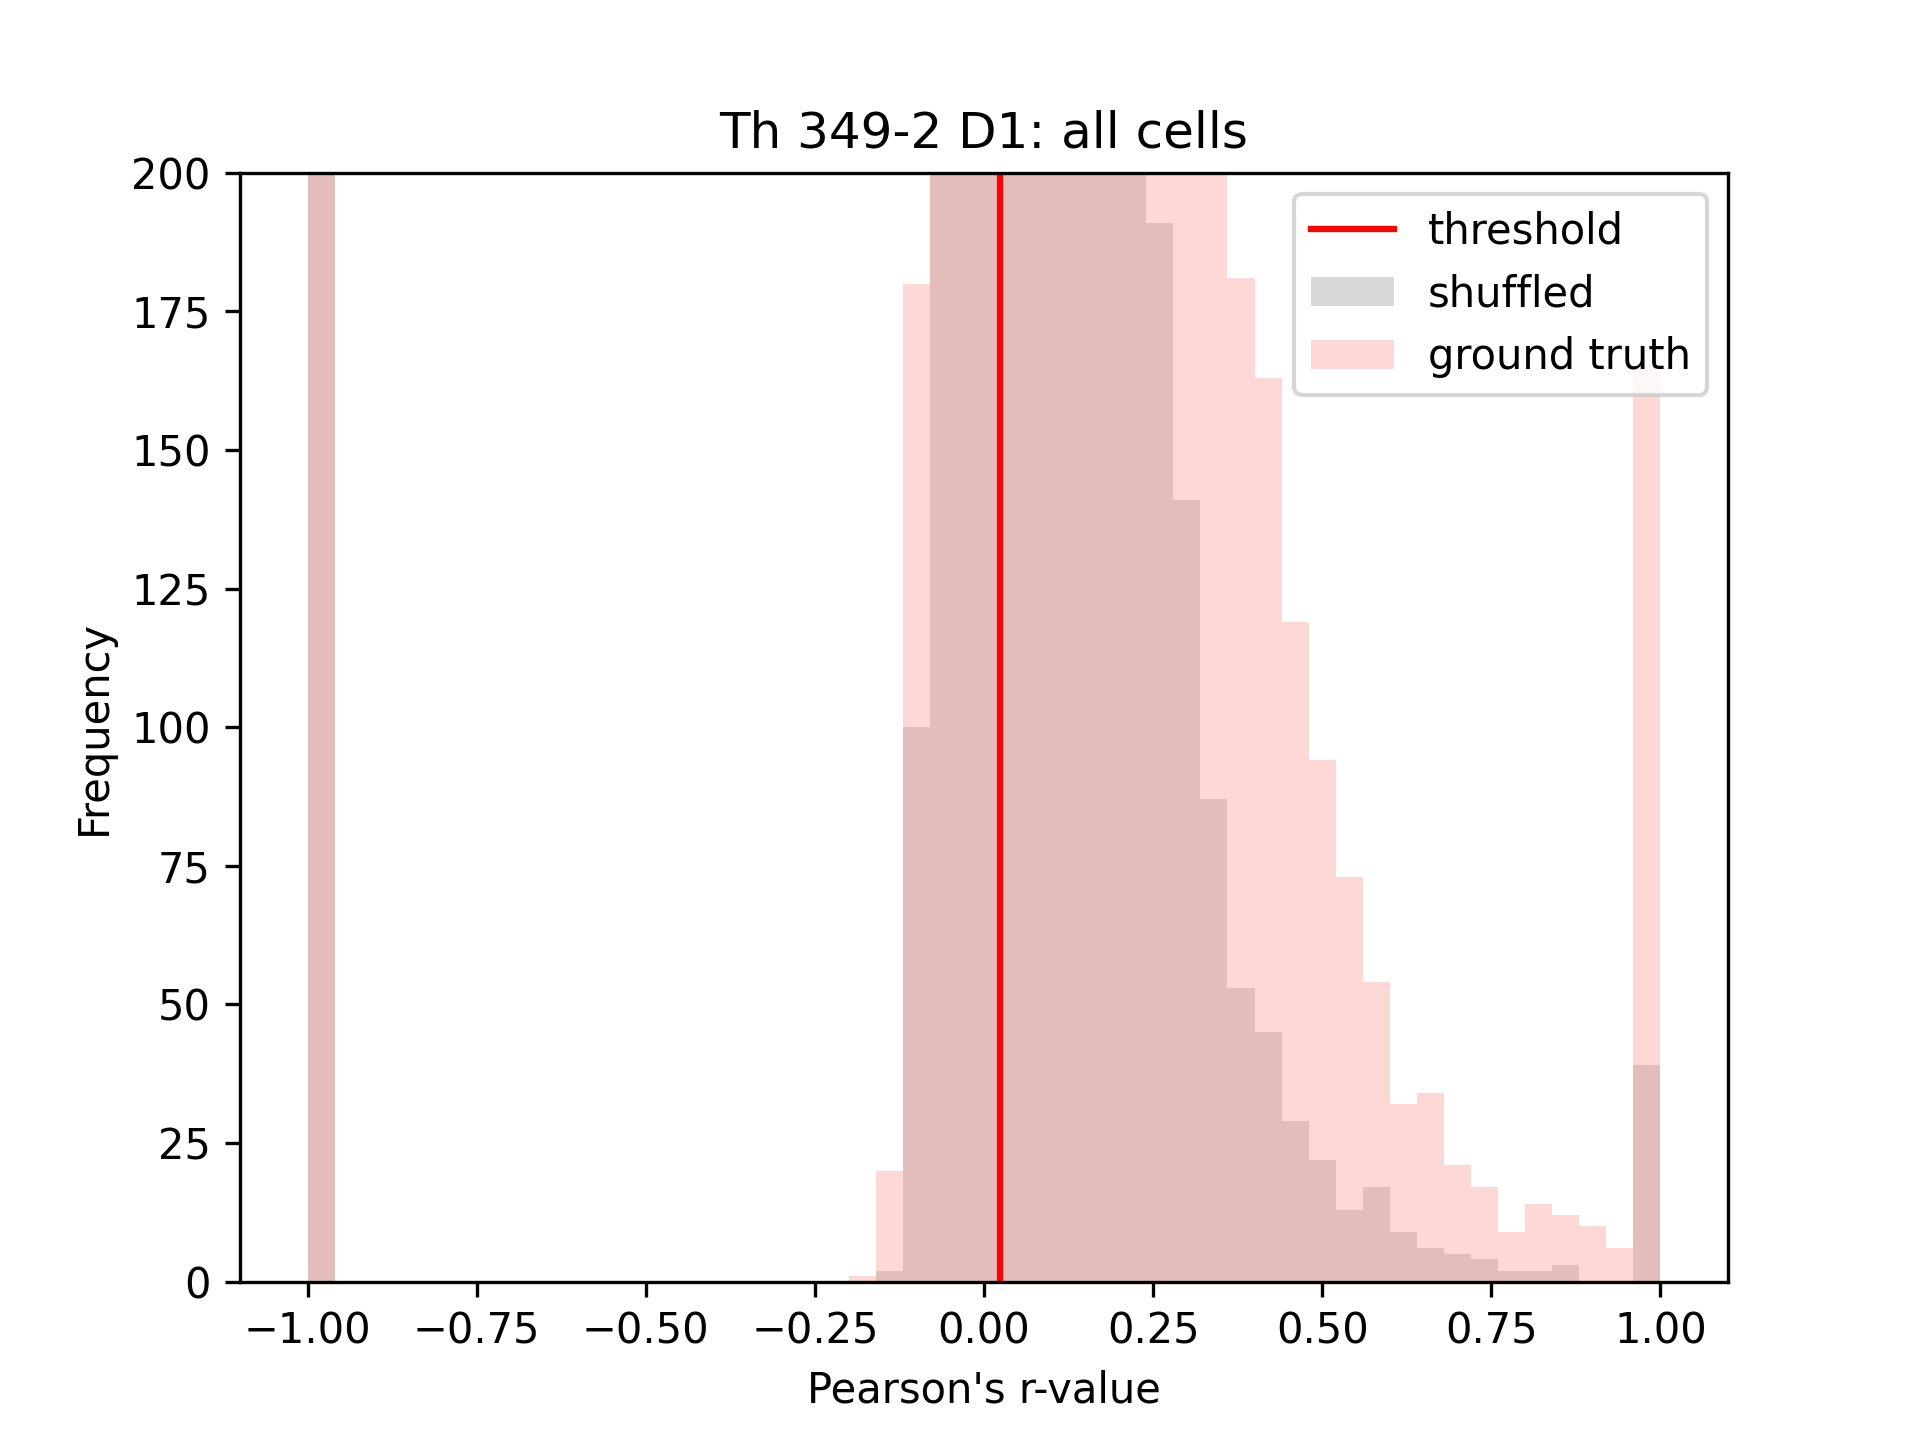 Th 349-2 D1: all cells
200
175
150
125
100
75
50
25
0
Frequency
threshold
shuffled
ground truth
−1.00 −0.75 −0.50 −0.25 0.00 0.25 0.50 0.75 1.00
Pearson's r-value